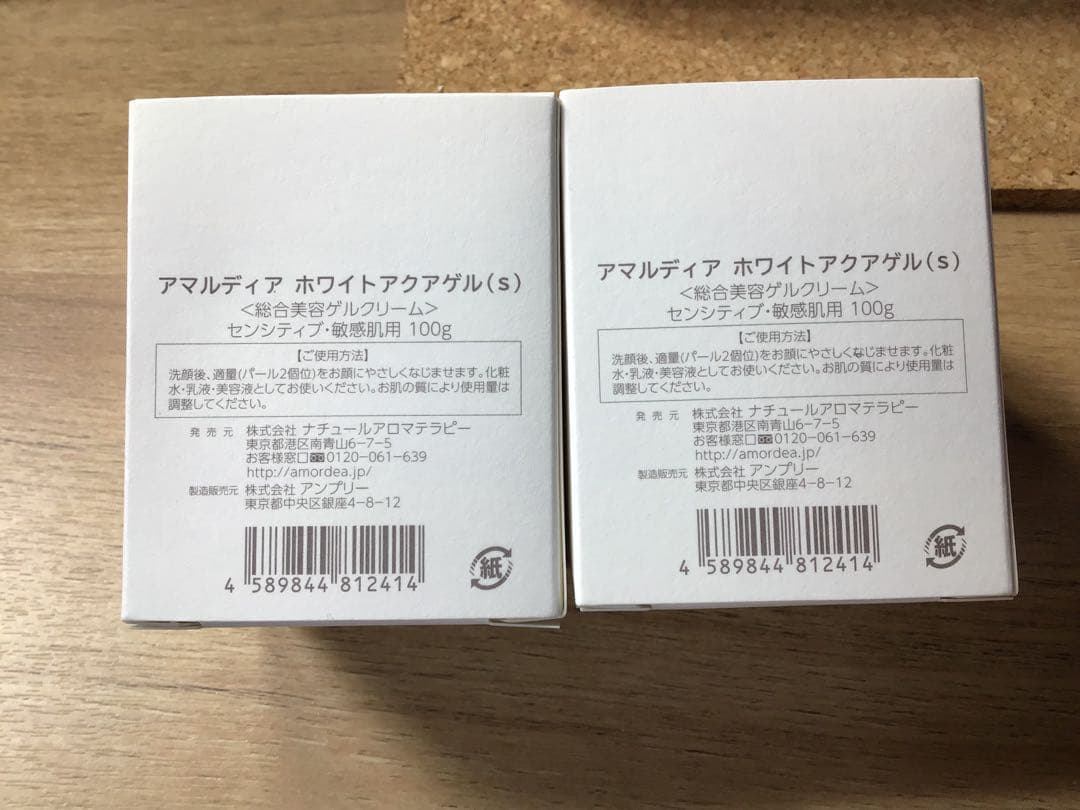 アマルディア ホワイトアクアゲル(s)
<総合美容ゲルクリーム>
センシティブ・敏感肌用 100g
【ご使用方法】
洗顔後、適量(パール2個位)をお顔にやさしくなじませます。化粧
水・乳液・美容液としてお使いください。お肌の質により使用量は
調整してください。
発売元 株式会社 ナチュールアロマテラピー
東京都港区南青山6-7-5
お客様窓口 0120-061-639
http://amordea.jp/
製造販売元 株式会社 アンプリー
東京都中央区銀座4-8-12
4 589844 812414
紙
アマルディア ホワイトアクアゲル(s)
<総合美容ゲルクリーム>
センシティブ・敏感肌用 100g
【ご使用方法】
洗顔後、適量(パール2個位)をお顔にやさしくなじませます。化粧
水・乳液・美容液としてお使いください。お肌の質により使用量は
調整してください。
発売元 株式会社 ナチュールアロマテラピー
東京都港区南青山6-7-5
お客様窓口 0120-061-639
http://amordea.jp/
製造販売元 株式会社 アンプリー
東京都中央区銀座4-8-12
4 589844 812414
紙